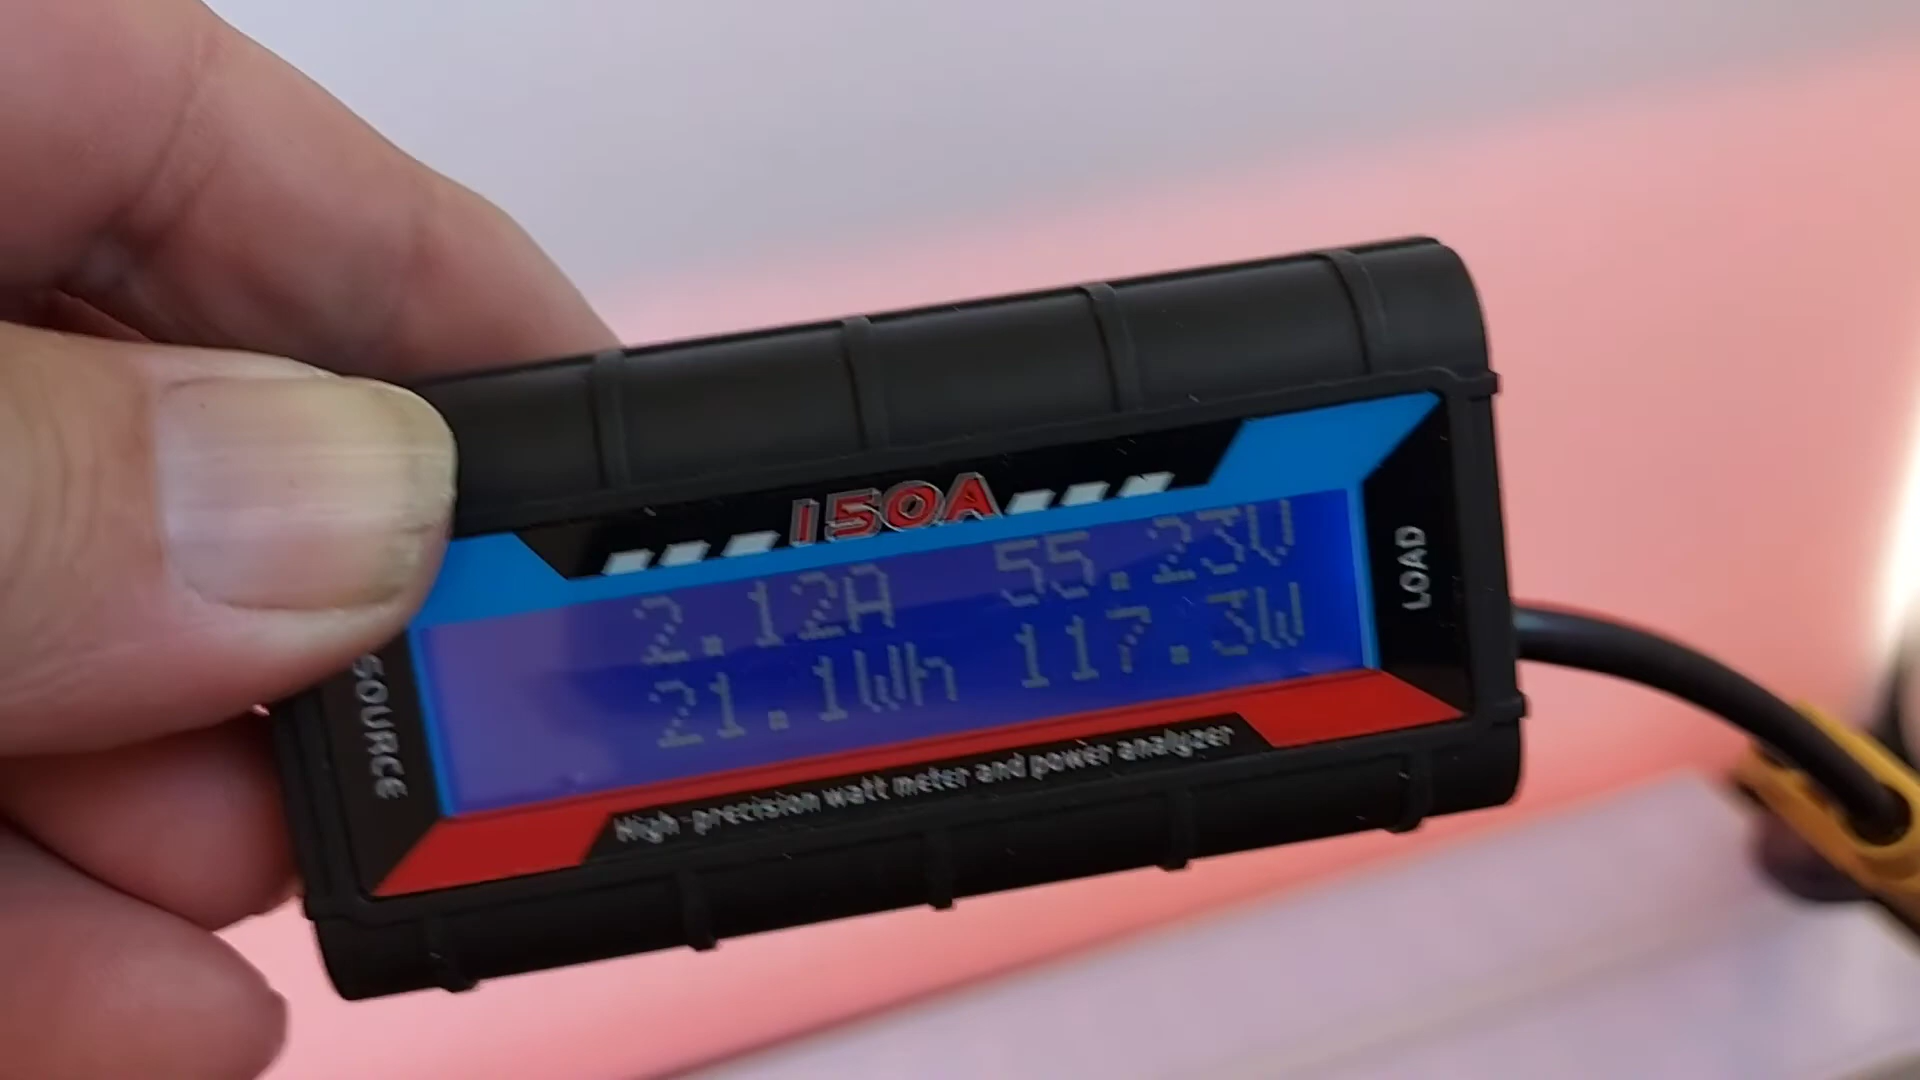 150A
2.12A 55.23V
21.1Wh 117.3W
SOURCE
LOAD
High-precision watt meter and power analyzer